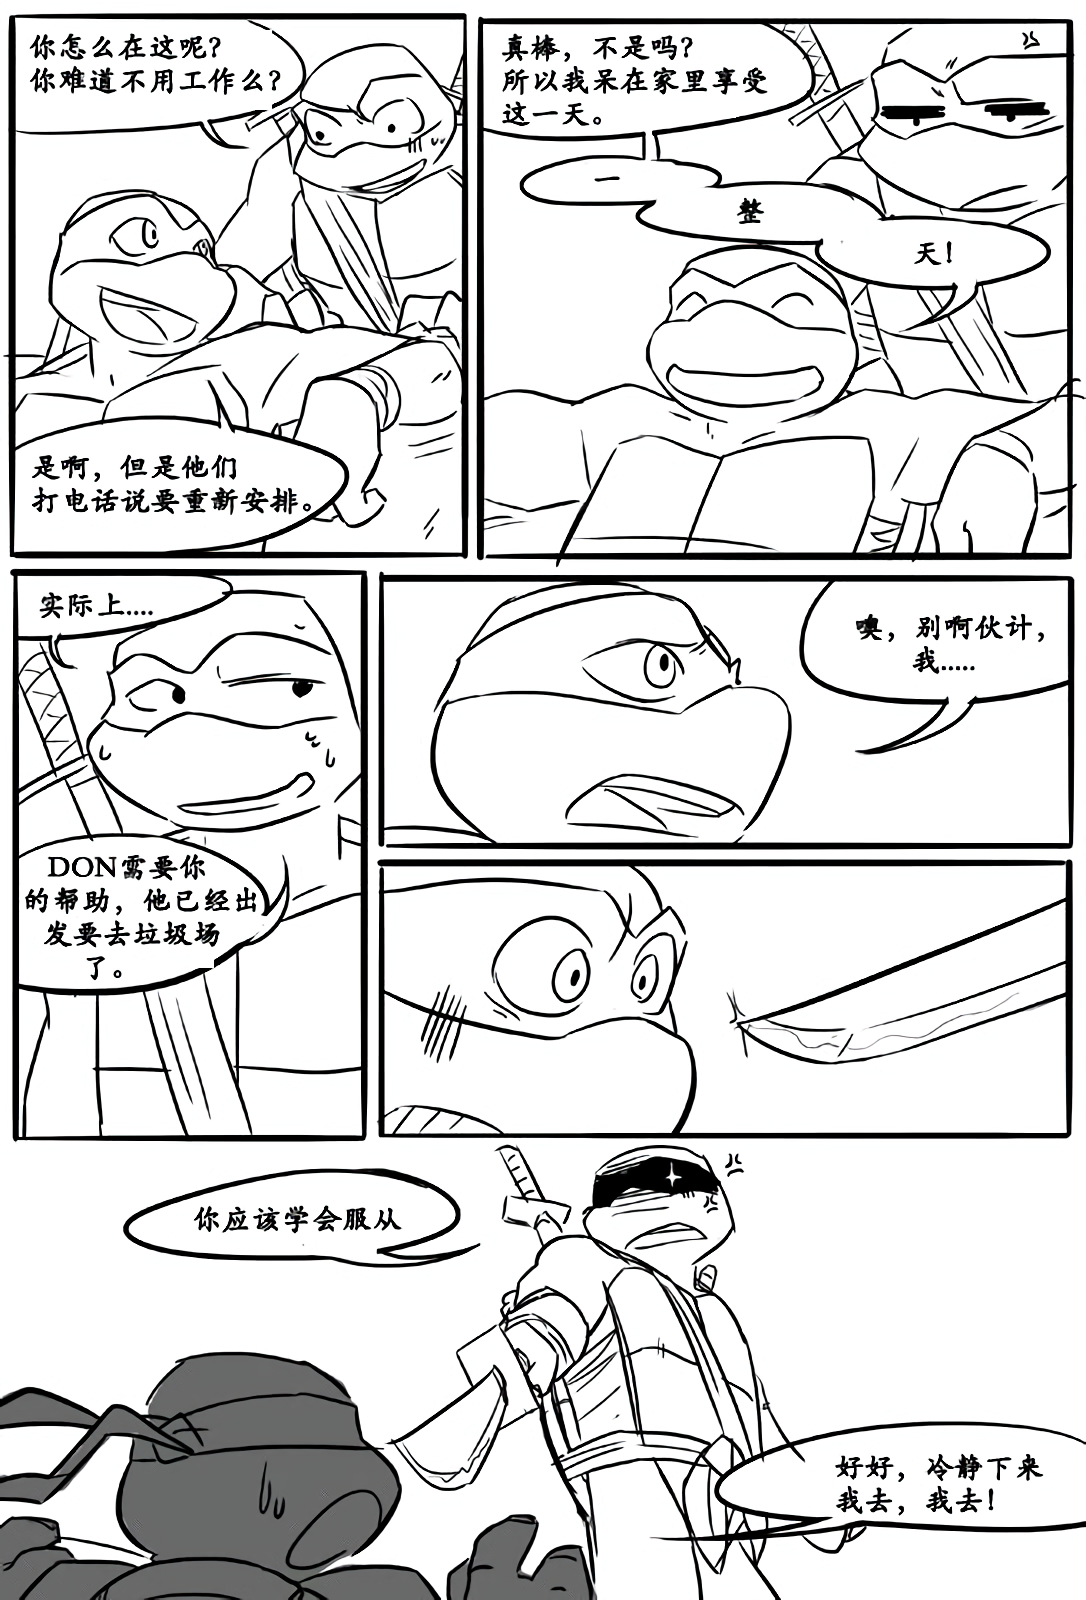 你怎么在这呢？
你难道不用工作么？
是啊，但是他们
打电话说要重新安排。
真棒，不是吗？
所以我呆在家里享受
这一天。
一
整
天！
实际上....
DON需要你
的帮助，他已经出
发要去垃圾场
了。
噢，别啊伙计，
我.....
你应该学会服从
好好，冷静下来
我去，我去！